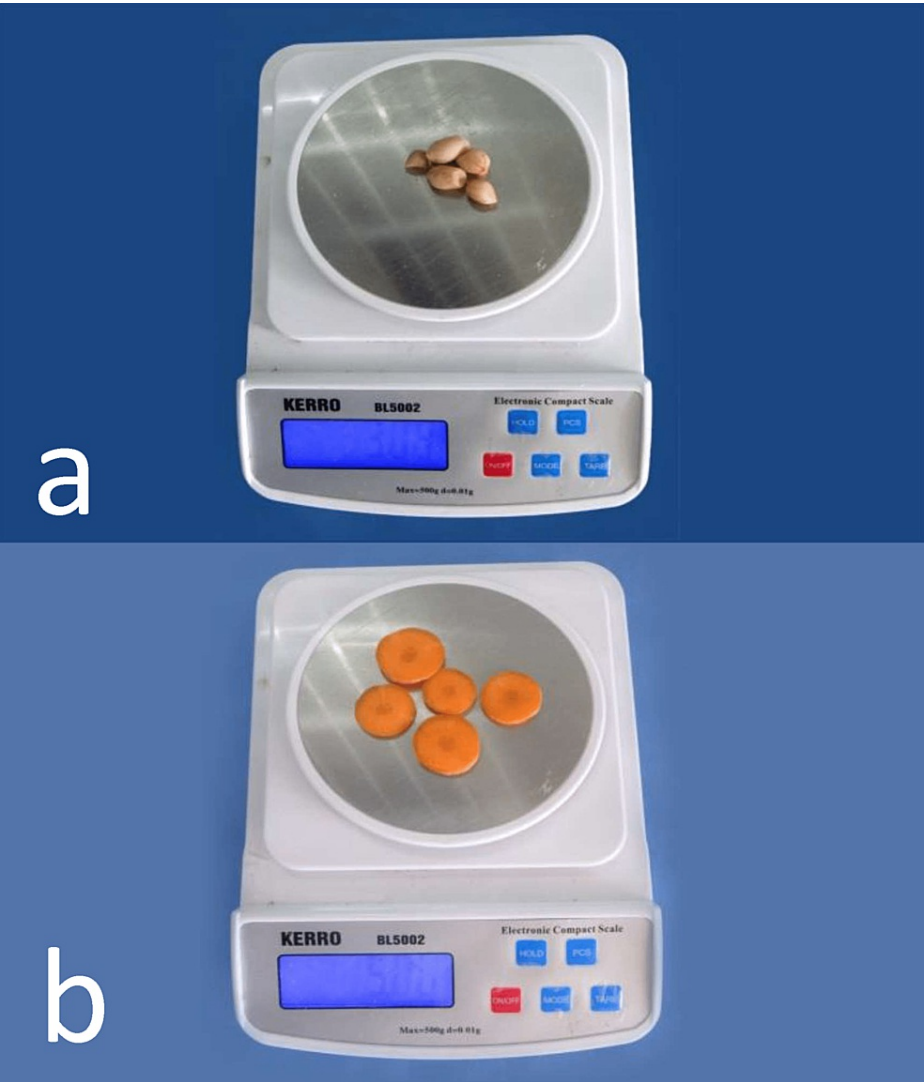 KERRO BL5002
Electronic Compact Scale
HOLD PCS
ON/OFF MODE TARE
Max=500g d=0.01g
a
KERRO BL5002
Electronic Compact Scale
HOLD PCS
ON/OFF MODE TARE
Max=500g d=0.01g
b